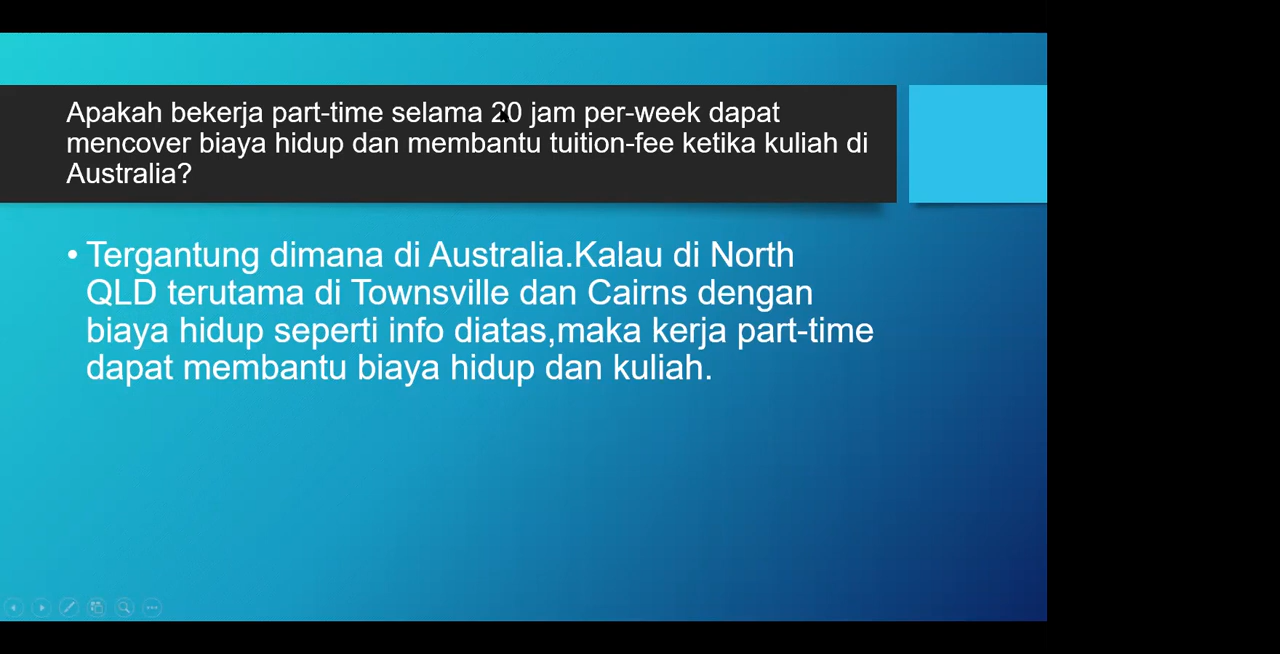 Apakah bekerja part-time selama 20 jam per-week dapat
mencover biaya hidup dan membantu tuition-fee ketika kuliah di
Australia?
• Tergantung dimana di Australia.Kalau di North
QLD terutama di Townsville dan Cairns dengan
biaya hidup seperti info diatas,maka kerja part-time
dapat membantu biaya hidup dan kuliah.